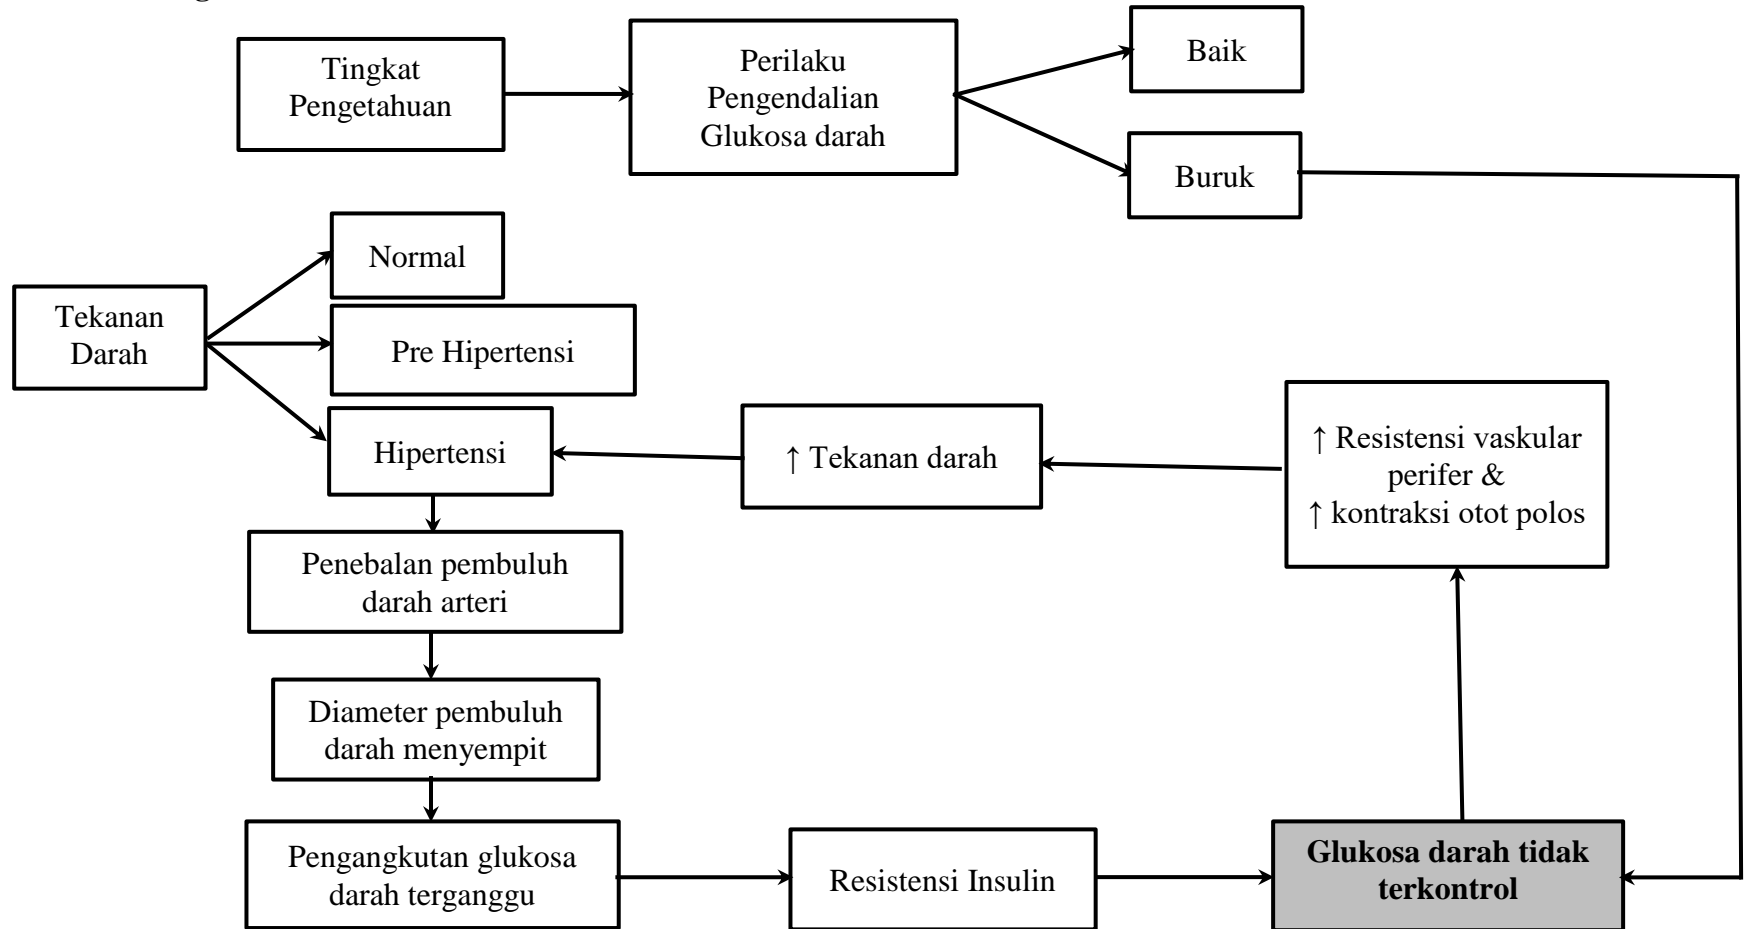 Tingkat
Pengetahuan
Perilaku
Pengendalian
Glukosa darah
Baik
Buruk
Normal
Tekanan
Darah
Pre Hipertensi
Hipertensi
↑ Tekanan darah
↑ Resistensi vaskular
perifer &
↑ kontraksi otot polos
Penebalan pembuluh
darah arteri
Diameter pembuluh
darah menyempit
Pengangkutan glukosa
darah terganggu
Resistensi Insulin
Glukosa darah tidak
terkontrol